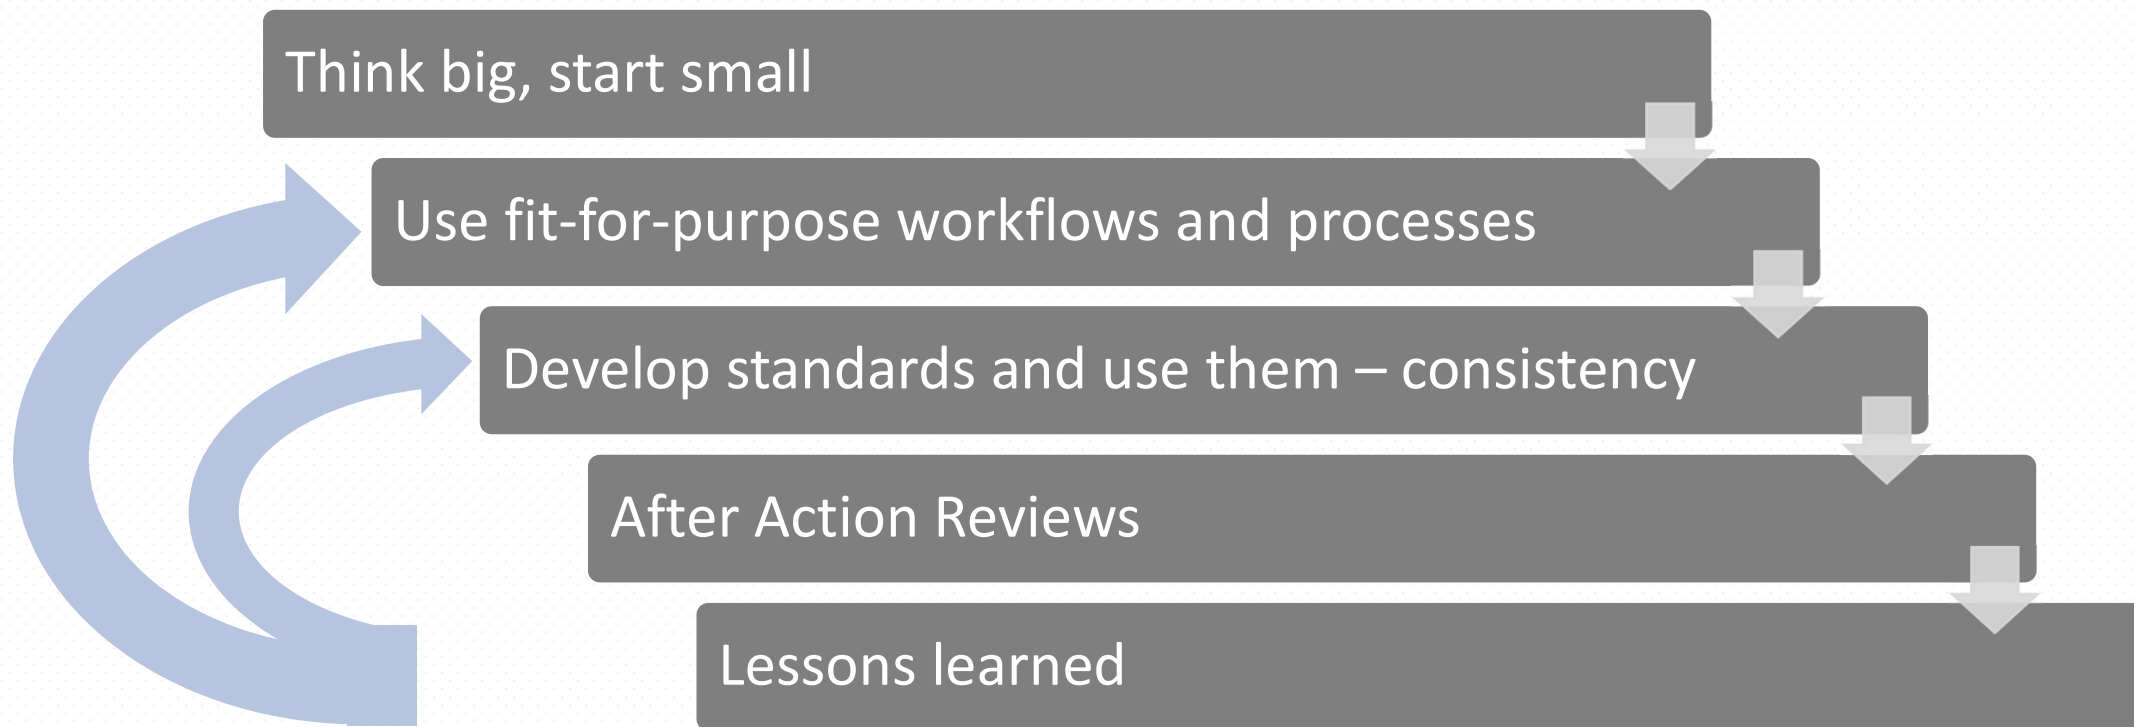 Think big, start small
Use fit-for-purpose workflows and processes
Develop standards and use them – consistency
After Action Reviews
Lessons learned